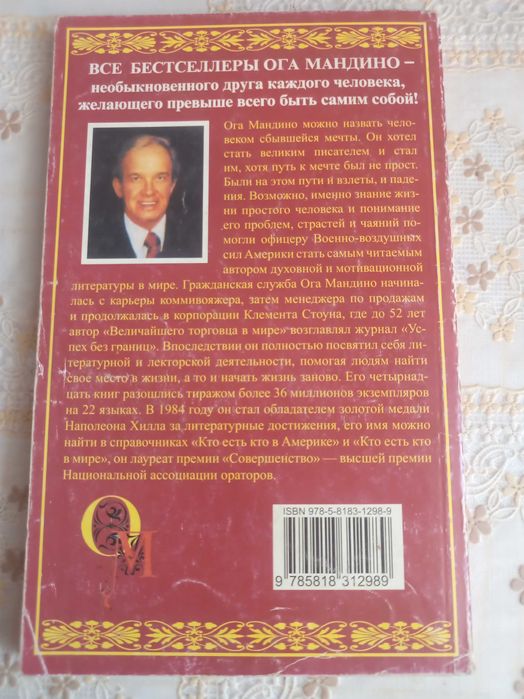 ВСЕ БЕСТСЕЛЛЕРЫ ОГА МАНДИНО –
необыкновенного друга каждого человека,
желающего превыше всего быть самим собой!
Ога Мандино можно назвать чело-
веком сбывшейся мечты. Он хотел
стать великим писателем и стал
им, хотя путь к мечте был не прост.
Были на этом пути и взлеты, и паде-
ния. Возможно, именно знание жиз-
ни простого человека и понимание
его проблем, страстей и чаяний по-
могли офицеру Военно-воздушных
сил Америки стать самым читаемым
автором духовной и мотивационной
литературы в мире. Гражданская служба Ога Мандино начина-
лась с карьеры коммивояжера, затем менеджера по продажам
и продолжалась в корпорации Клемента Стоуна, где до 52 лет
автор «Величайшего торговца в мире» возглавлял журнал «Ус-
пех без границ». Впоследствии он полностью посвятил себя ли-
тературной и лекторской деятельности, помогая людям найти
свое место в жизни, а то и начать жизнь заново. Его четырнад-
цать книг разошлись тиражом более 36 миллионов экземпляров
на 22 языках. В 1984 году он стал обладателем золотой медали
Наполеона Хилла за литературные достижения, его имя можно
найти в справочниках «Кто есть кто в Америке» и «Кто есть кто
в мире», он лауреат премии «Совершенство» — высшей премии
Национальной ассоциации ораторов.
ОМ
ISBN 978-5-8183-1298-9
9 785818 312989